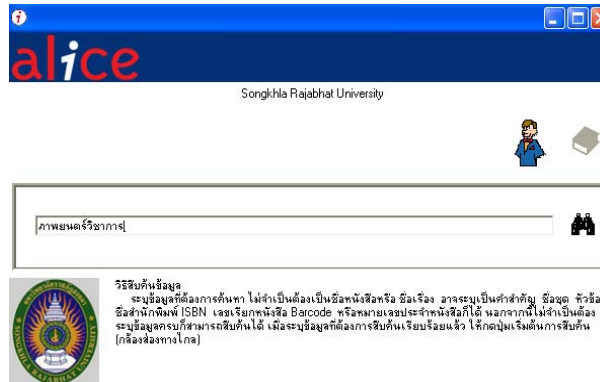 alice
Songkhla Rajabhat University
ภาพยนตร์วิชาการ
วิธีสืบค้นข้อมูล
ระบุข้อมูลที่ต้องการค้นหา ไม่จำเป็นต้องเป็นชื่อหนังสือหรือ ชื่อเรื่อง อาจระบุเป็นคำสำคัญ ชื่อชุด หัวข้อ
ชื่อสำนักพิมพ์ ISBN เลขเรียกหนังสือ Barcode หรือหมายเลขประจำหนังสือก็ได้ นอกจากนี้ไม่จำเป็นต้อง
ระบุข้อมูลครบก็สามารถสืบค้นได้ เมื่อระบุข้อมูลที่ต้องการสืบค้นเรียบร้อยแล้ว ให้กดปุ่มเริ่มต้นการสืบค้น
(กล้องส่องทางไกล)
SONGKHLA RAJABHAT UNIVERSITY